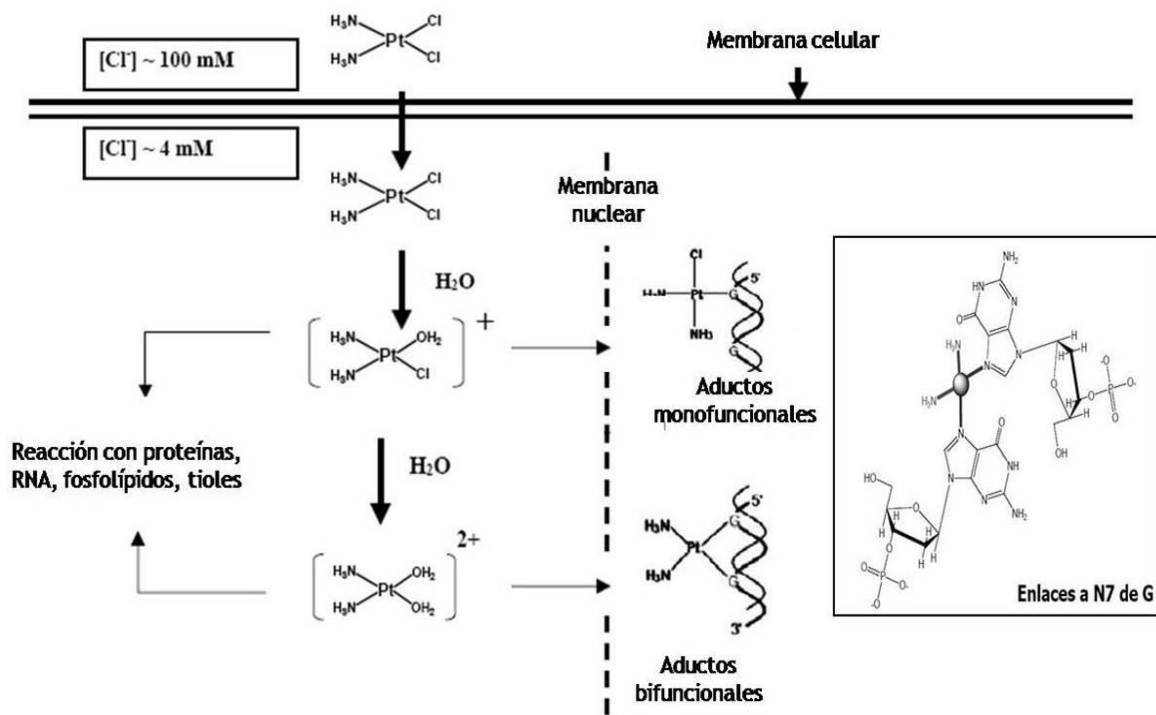 H₃N Cl
Pt
H₃N Cl
[Cl⁻] ~ 100 mM
Membrana celular
[Cl⁻] ~ 4 mM
H₃N Cl
Pt
H₃N Cl
Membrana
nuclear
H₂O
H₃N OH₂ +
Pt
H₃N Cl
Cl
5'
Pt G
NH₃
G
Aductos
monofuncionales
Reacción con proteínas,
RNA, fosfolípidos, tioles
H₂O
H₃N OH₂ 2+
Pt
H₃N OH₂
5'
H₃N G
Pt
H₃N G
3'
Aductos
bifuncionales
NH₂
HN N
O N N
H₃N H H
H₃N N H O O⁻
H O P O⁻
O
OH
N O
HO N NH
O N N NH₂
H H
O H H
O P O⁻
⁻O
Enlaces a N7 de G